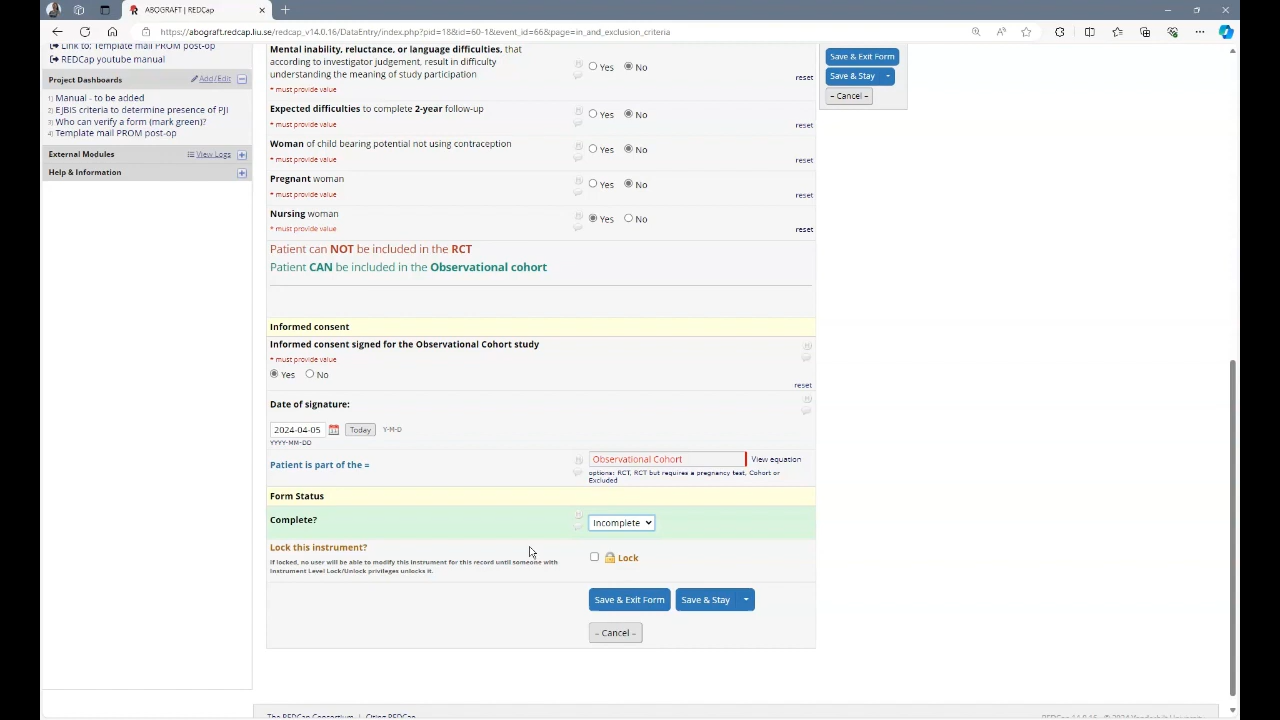 ABOGRAFT | REDCap
https://abograft.redcap.liu.se/redcap_v14.0.16/DataEntry/index.php?pid=18&id=60-1&event_id=66&page=in_and_exclusion_criteria
Link to: Template mail PROM post-op
REDCap youtube manual
Project Dashboards
Add/Edit
1) Manual - to be added
2) EJBIS criteria to determine presence of PJI
3) Who can verify a form (mark green)?
4) Template mail PROM post-op
External Modules
View Logs
Help & Information
Mental inability, reluctance, or language difficulties, that
according to investigator judgement, result in difficulty
understanding the meaning of study participation
* must provide value
Yes No
reset
Expected difficulties to complete 2-year follow-up
* must provide value
Yes No
reset
Woman of child bearing potential not using contraception
* must provide value
Yes No
reset
Pregnant woman
* must provide value
Yes No
reset
Nursing woman
* must provide value
Yes No
reset
Patient can NOT be included in the RCT
Patient CAN be included in the Observational cohort
Informed consent
Informed consent signed for the Observational Cohort study
* must provide value
Yes No
reset
Date of signature:
2024-04-05 Today Y-M-D
YYYY-MM-DD
Patient is part of the =
Observational Cohort View equation
options: RCT, RCT but requires a pregnancy test, Cohort or
Excluded
Form Status
Complete?
Incomplete
Lock this instrument?
If locked, no user will be able to modify this instrument for this record until someone with
Instrument Level Lock/Unlock privileges unlocks it.
Lock
Save & Exit Form Save & Stay
– Cancel –
Save & Exit Form
Save & Stay
– Cancel –
The REDCap Consortium | Citing REDCap